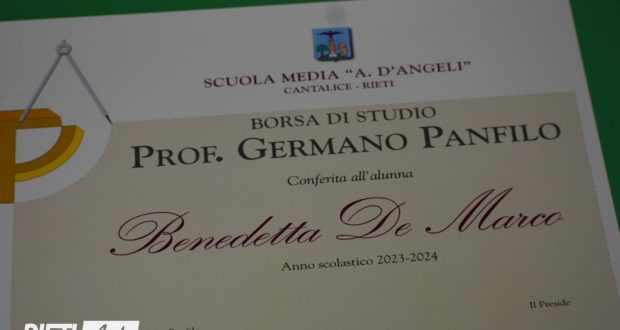 SCUOLA MEDIA "A. D'ANGELI"
CANTALICE - RIETI
BORSA DI STUDIO
PROF. GERMANO PANFILO
Conferita all'alunna
Benedetta De Marco
Anno scolastico 2023-2024
Il Preside